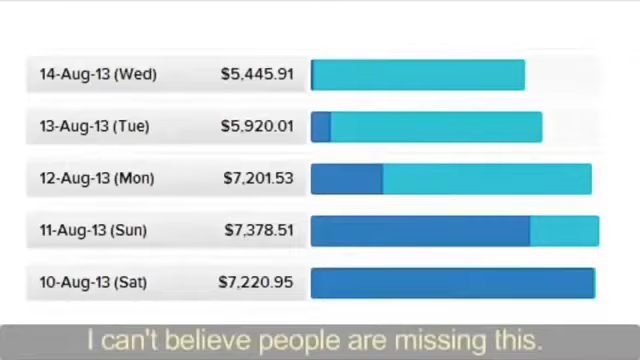 14-Aug-13 (Wed) $5,445.91
13-Aug-13 (Tue) $5,920.01
12-Aug-13 (Mon) $7,201.53
11-Aug-13 (Sun) $7,378.51
10-Aug-13 (Sat) $7,220.95
I can't believe people are missing this.